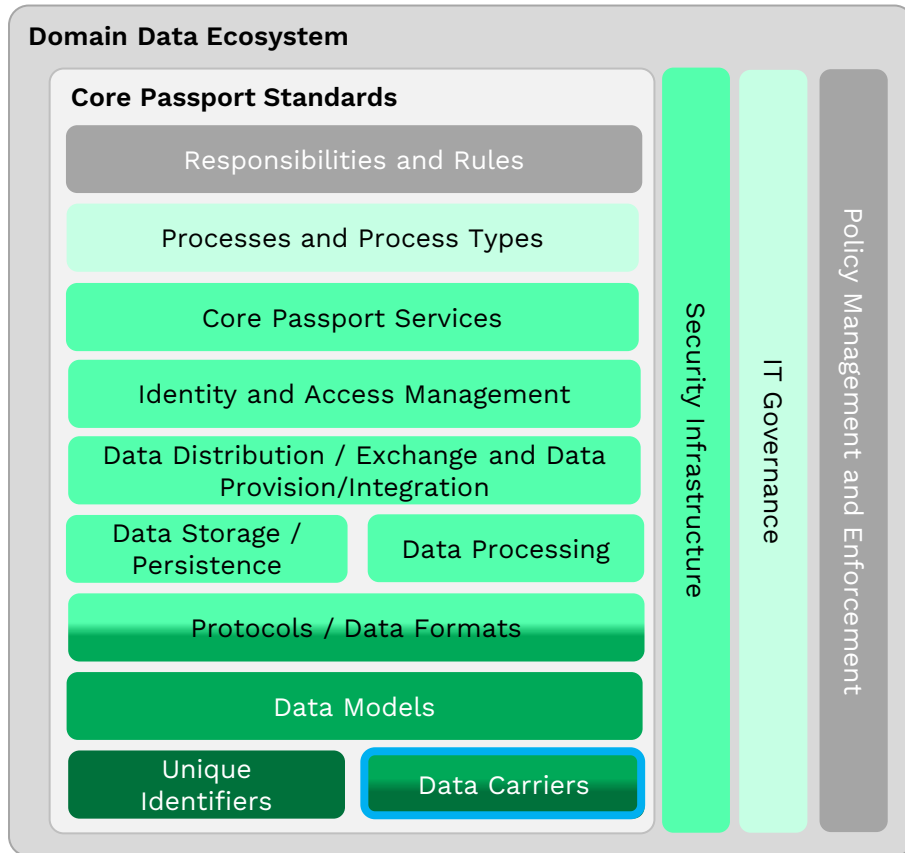 Domain Data Ecosystem
Core Passport Standards
Responsibilities and Rules
Processes and Process Types
Core Passport Services
Identity and Access Management
Data Distribution / Exchange and Data
Provision/Integration
Data Storage /
Persistence
Data Processing
Protocols / Data Formats
Data Models
Unique
Identifiers
Data Carriers
Security Infrastructure
IT Governance
Policy Management and Enforcement